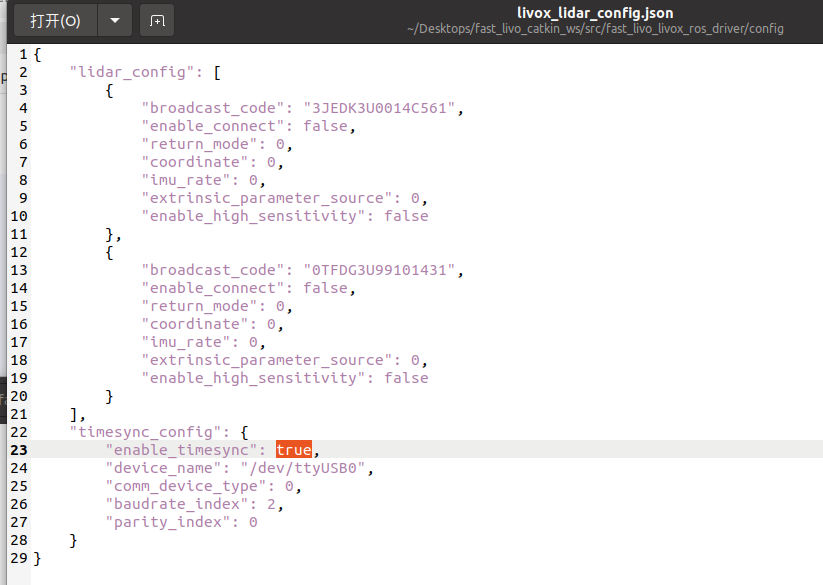 打开(O)
livox_lidar_config.json
~/Desktops/fast_livo_catkin_ws/src/fast_livo_livox_ros_driver/config
1 {
2     "lidar_config": [
3         {
4             "broadcast_code": "3JEDK3U0014C561",
5             "enable_connect": false,
6             "return_mode": 0,
7             "coordinate": 0,
8             "imu_rate": 0,
9             "extrinsic_parameter_source": 0,
10             "enable_high_sensitivity": false
11         },
12         {
13             "broadcast_code": "0TFDG3U99101431",
14             "enable_connect": false,
15             "return_mode": 0,
16             "coordinate": 0,
17             "imu_rate": 0,
18             "extrinsic_parameter_source": 0,
19             "enable_high_sensitivity": false
20         }
21     ],
22     "timesync_config": {
23         "enable_timesync": true,
24         "device_name": "/dev/ttyUSB0",
25         "comm_device_type": 0,
26         "baudrate_index": 2,
27         "parity_index": 0
28     }
29 }